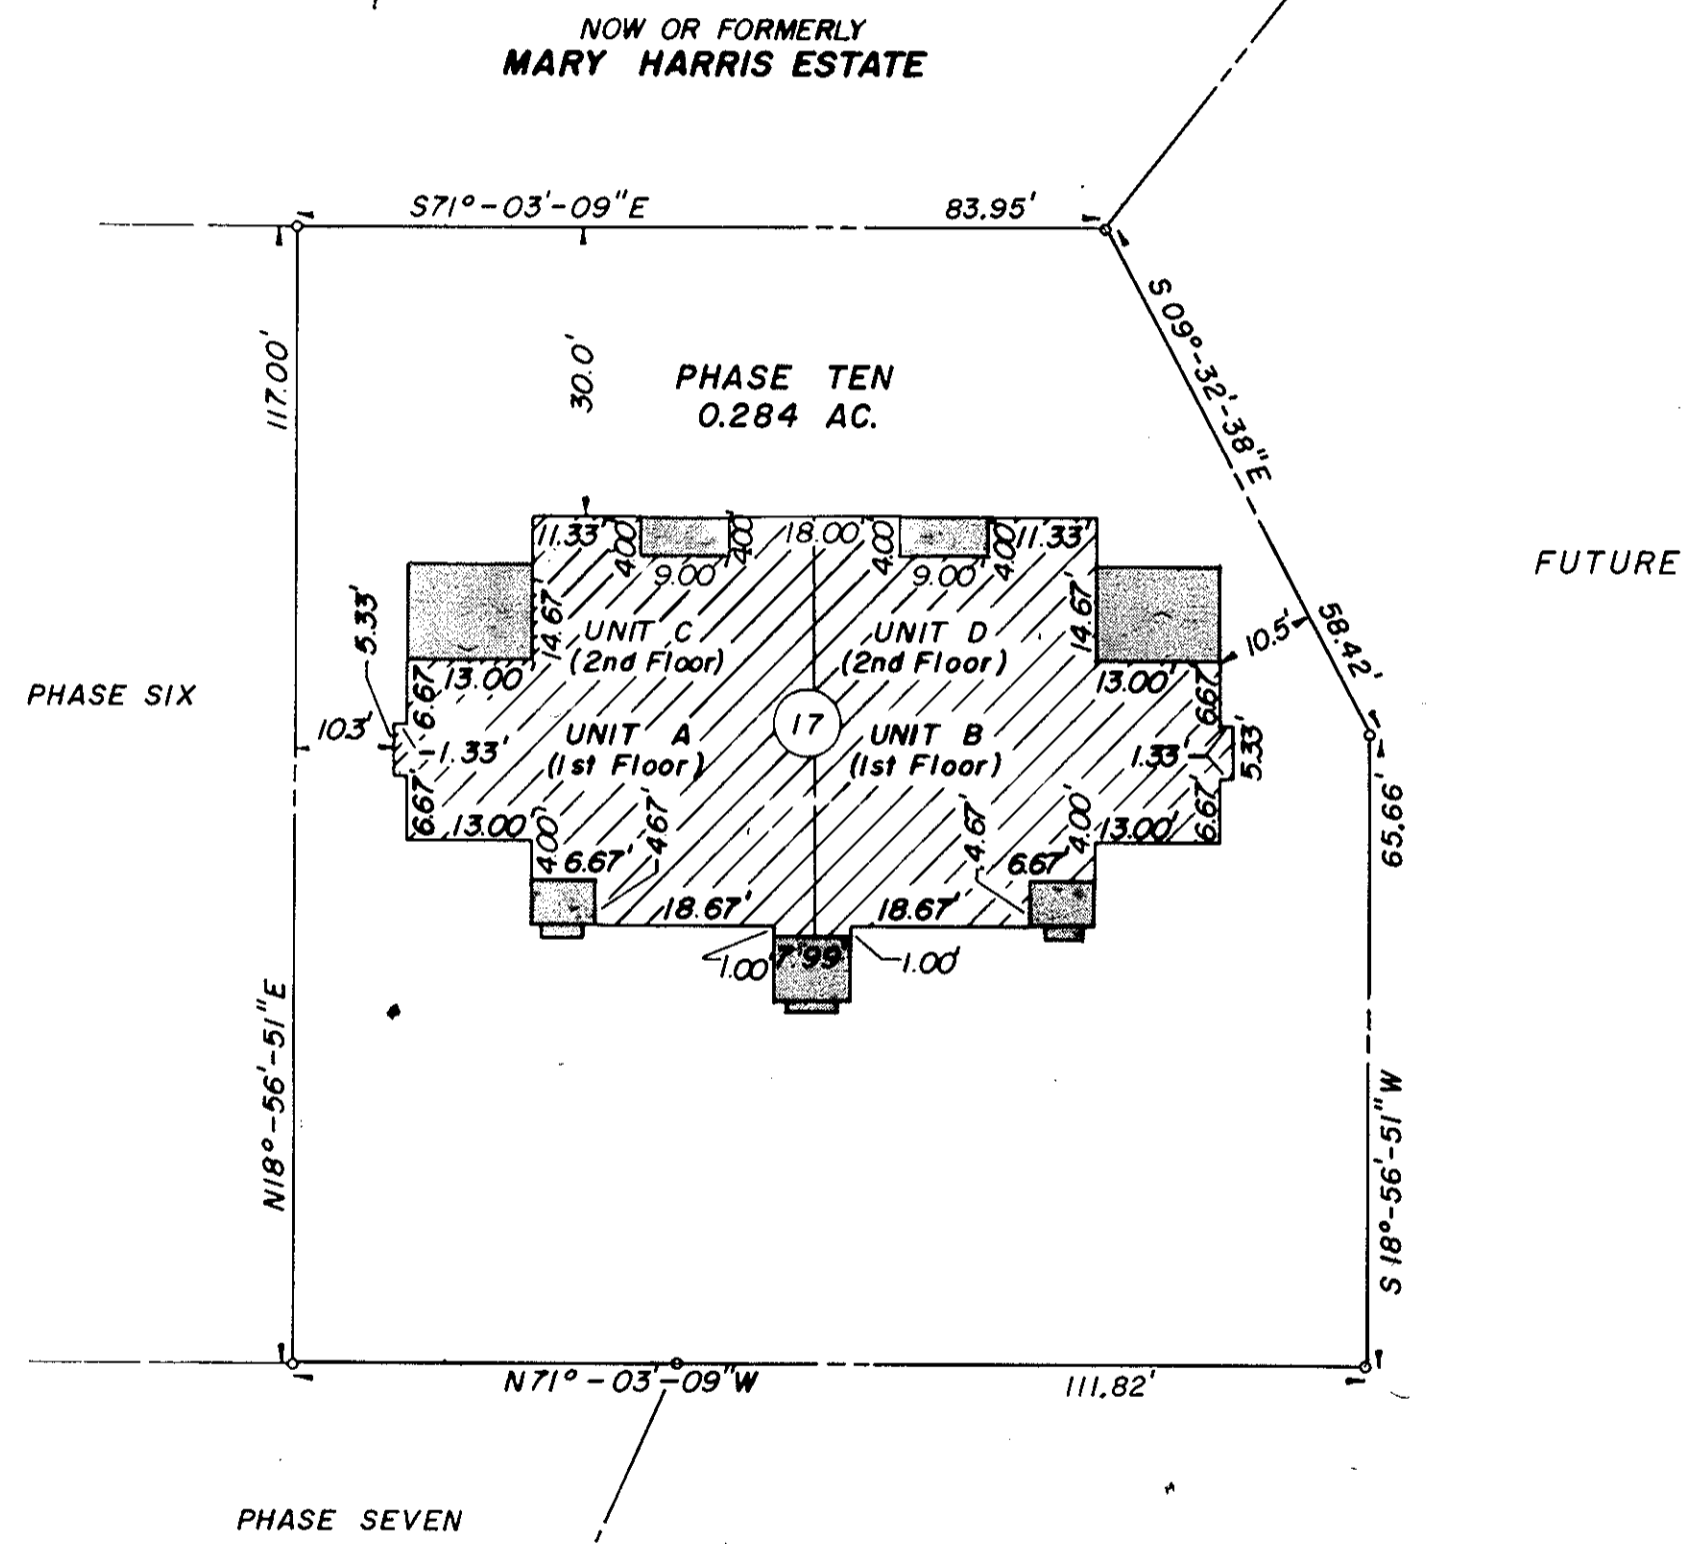 NOW OR FORMERLY
MARY HARRIS ESTATE
S71°-03'-09"E
83.95'
117.00'
30.0'
S09°-32'-38"E
PHASE TEN
0.284 AC.
11.33'
4.00'
4.00'
18.00'
4.00'
4.00'
11.33'
9.00'
9.00'
FUTURE
5.33'
14.67'
UNIT C
(2nd Floor)
UNIT D
(2nd Floor)
14.67'
10.5'
58.42'
PHASE SIX
13.00'
6.67'
13.00'
6.67'
103'
-1.33'
UNIT A
(1st Floor)
17
UNIT B
(1st Floor)
1.33'
5.33'
6.67'
13.00'
4.00'
6.67'
4.67'
4.67'
6.67'
4.00'
13.00'
6.67'
65.66'
18.67'
18.67'
1.00'
7.99'
1.00'
N18°-56'-51"E
S18°-56'-51"W
N71°-03'-09"W
111.82'
PHASE SEVEN